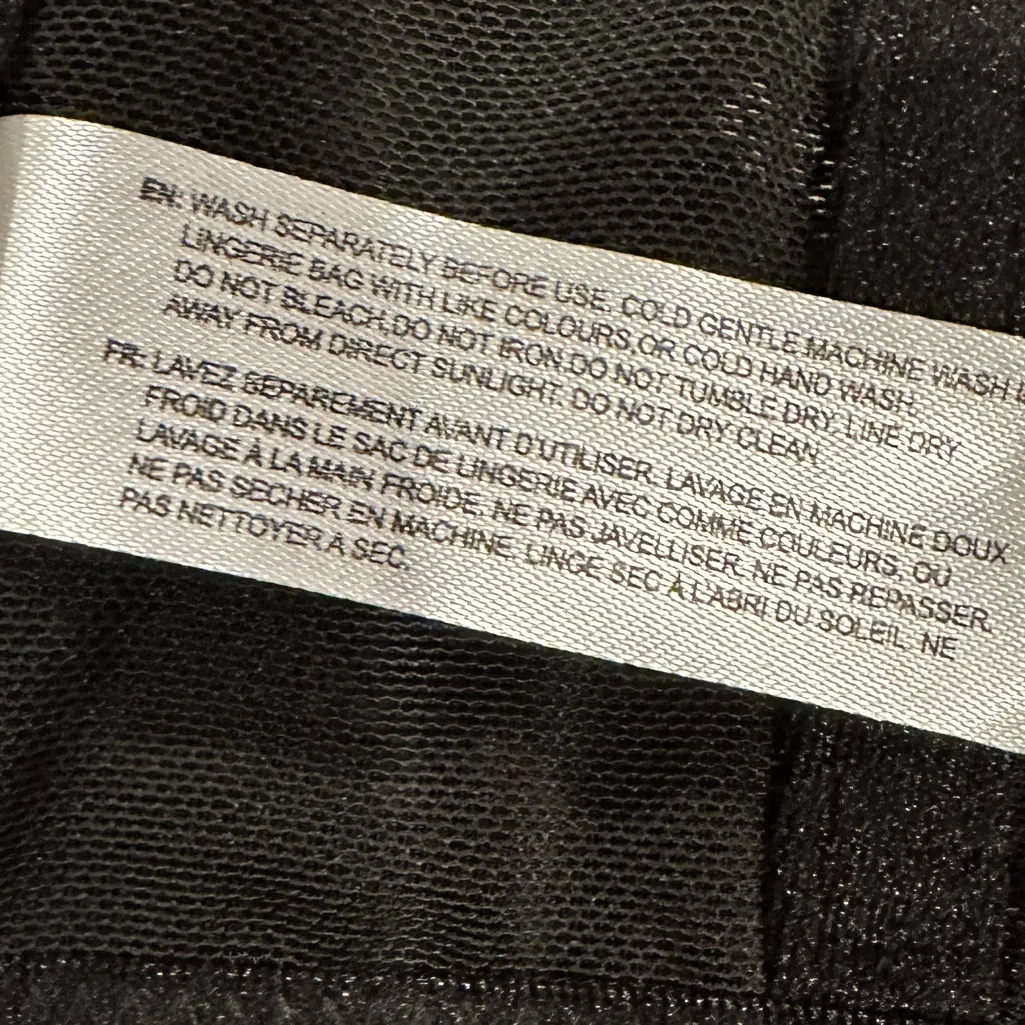 EN: WASH SEPARATELY BEFORE USE. COLD GENTLE MACHINE WASH
LINGERIE BAG WITH LIKE COLOURS,OR COLD HAND WASH.
DO NOT BLEACH.DO NOT IRON.DO NOT TUMBLE DRY. LINE DRY
AWAY FROM DIRECT SUNLIGHT. DO NOT DRY CLEAN
FR: LAVEZ SEPAREMENT AVANT D'UTILISER. LAVAGE EN MACHINE DOUX
FROID DANS LE SAC DE LINGERIE AVEC COMME COULEURS, OU
LAVAGE À LA MAIN FROIDE. NE PAS JAVELLISER. NE PAS REPASSER.
NE PAS SECHER EN MACHINE. LINGE SEC À LABRI DU SOLEIL NE
PAS NETTOYER A SEC.